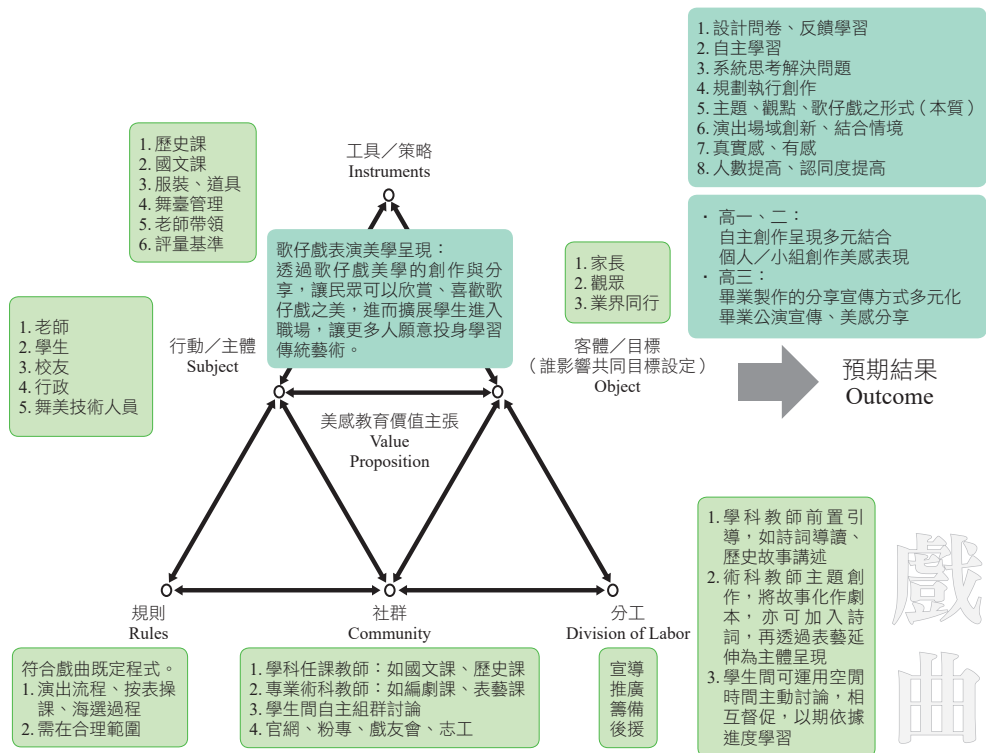 1. 設計問卷、反饋學習
2. 自主學習
3. 系統思考解決問題
4. 規劃執行創作
5. 主題、觀點、歌仔戲之形式（本質）
6. 演出場域創新、結合情境
7. 真實感、有感
8. 人數提高、認同度提高
1. 歷史課
2. 國文課
3. 服裝、道具
4. 舞臺管理
5. 老師帶領
6. 評量基準
工具／策略
Instruments
歌仔戲表演美學呈現：
透過歌仔戲美學的創作與分
享，讓民眾可以欣賞、喜歡歌
仔戲之美，進而擴展學生進入
職場，讓更多人願意投身學習
傳統藝術。
1. 家長
2. 觀眾
3. 業界同行
· 高一、二：
自主創作呈現多元結合
個人／小組創作美感表現
· 高三：
畢業製作的分享宣傳方式多元化
畢業公演宣傳、美感分享
1. 老師
2. 學生
3. 校友
4. 行政
5. 舞美技術人員
行動／主體
Subject
客體／目標
（誰影響共同目標設定）
Object
預期結果
Outcome
美感教育價值主張
Value
Proposition
規則
Rules
社群
Community
分工
Division of Labor
符合戲曲既定程式。
1. 演出流程、按表操
課、海選過程
2. 需在合理範圍
1. 學科任課教師：如國文課、歷史課
2. 專業術科教師：如編劇課、表藝課
3. 學生間自主組群討論
4. 官網、粉專、戲友會、志工
宣導
推廣
籌備
後援
1. 學科教師前置引
導，如詩詞導讀、
歷史故事講述
2. 術科教師主題創
作，將故事化作劇
本，亦可加入詩
詞，再透過表藝延
伸為主體呈現
3. 學生間可運用空閒
時間主動討論，相
互督促，以期依據
進度學習
戲
曲